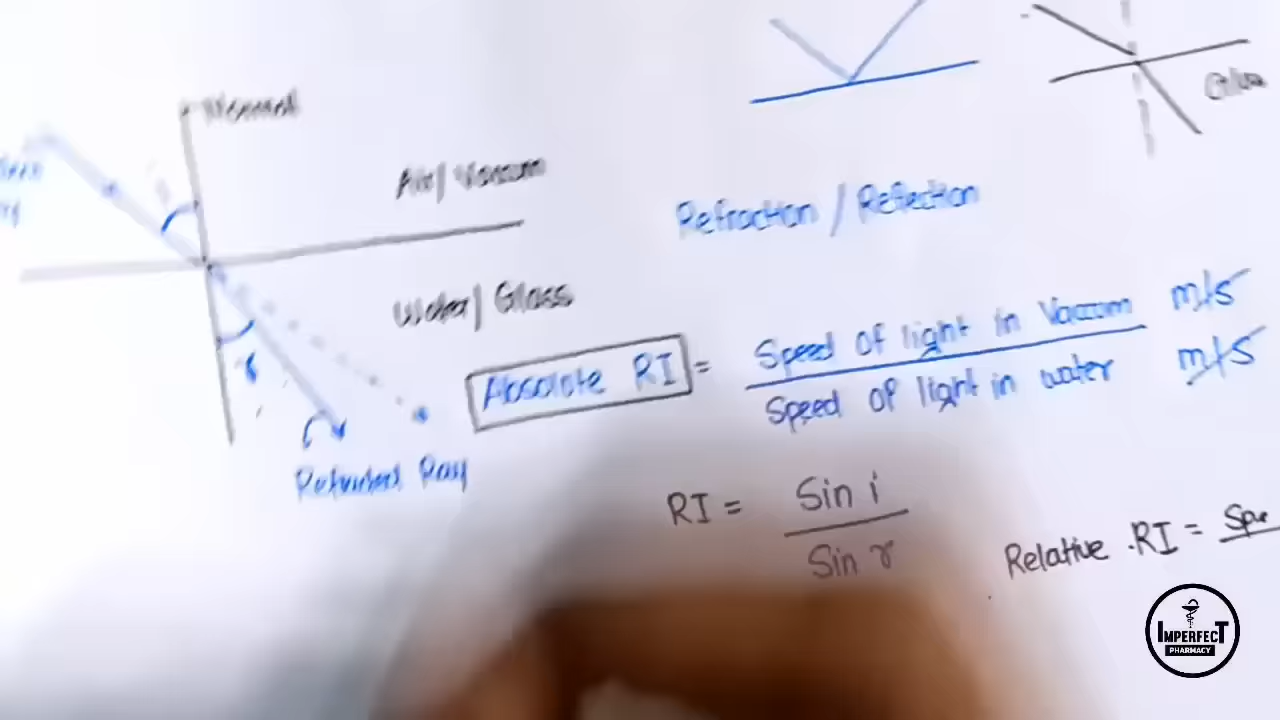 Normal
Air/ Vacuum
Water/ Glass
Refracted Ray
r
Refraction / Reflection
Absolute RI = Speed of light in Vacuum m/s
Speed of light in water m/s
RI = Sin i
Sin r
Relative RI =
IMPERFECT
PHARMACY